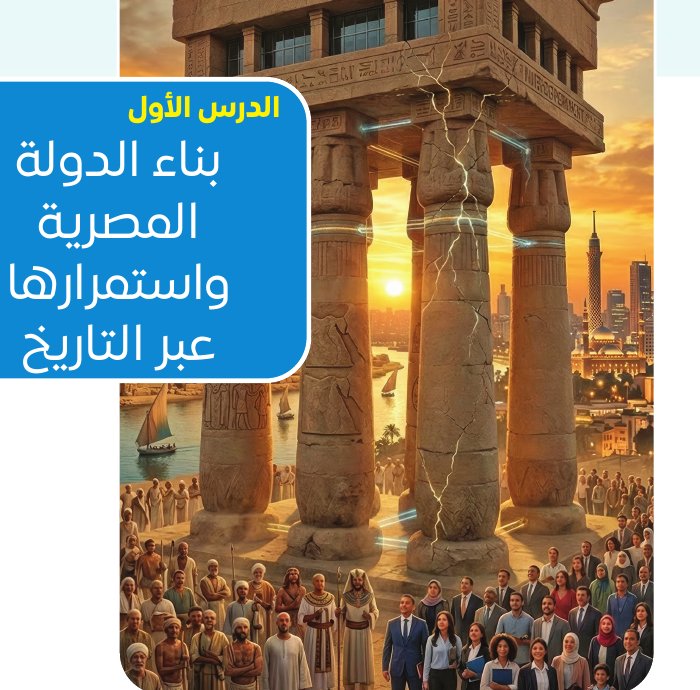 الدرس الأول
بناء الدولة
المصرية
واستمرارها
عبر التاريخ